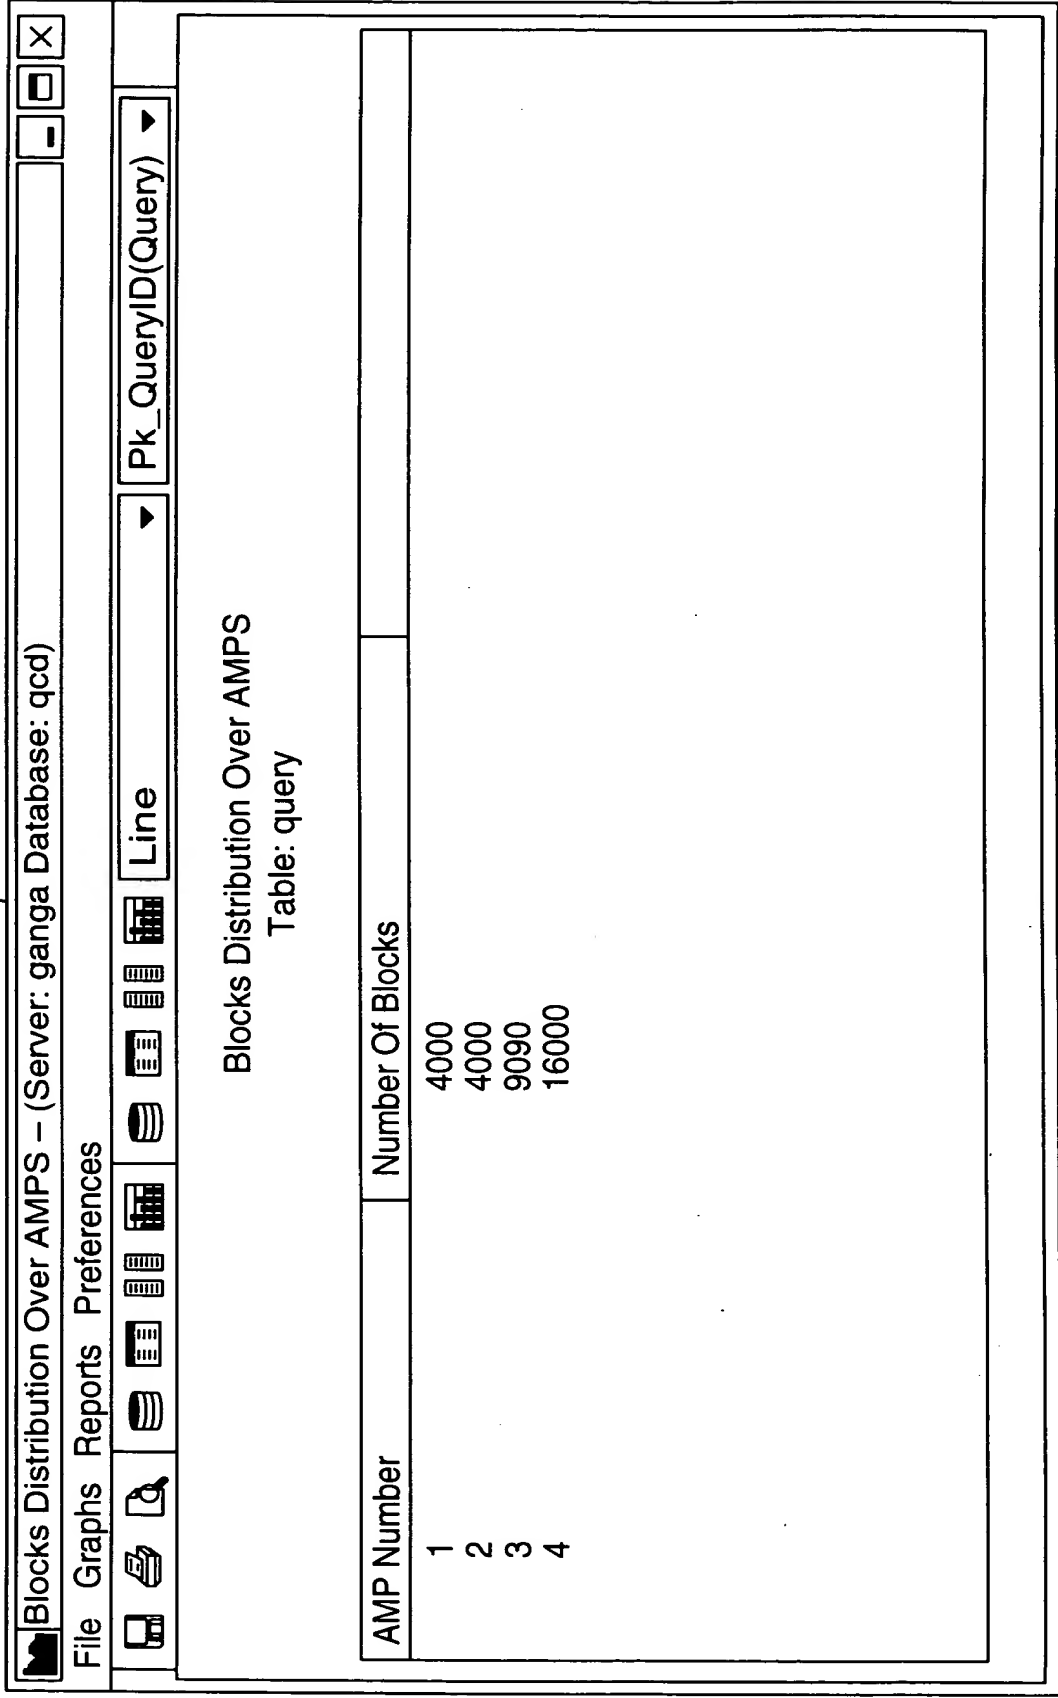 Blocks Distribution Over AMPS – (Server: ganga Database: qcd)
File Graphs Reports Preferences
Line Pk_QueryID(Query)
Blocks Distribution Over AMPS
Table: query
AMP Number Number Of Blocks
1 4000
2 4000
3 9090
4 16000